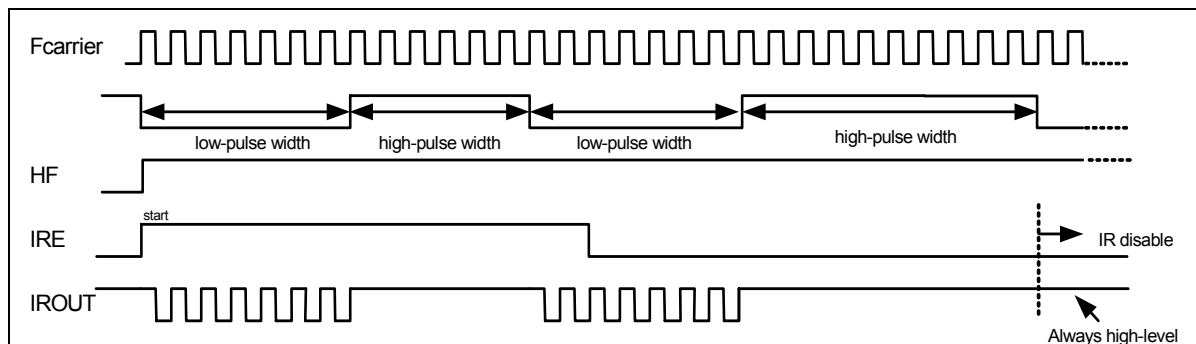 Fcarrier
low-pulse width
high-pulse width
low-pulse width
high-pulse width
HF
start
IRE
IR disable
IROUT
Always high-level